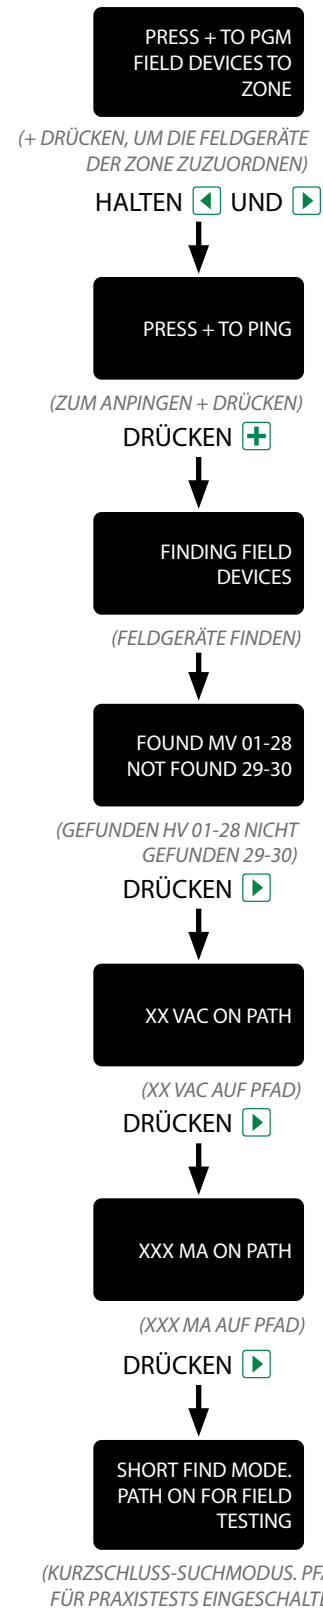 PRESS + TO PGM
FIELD DEVICES TO
ZONE
(+ DRÜCKEN, UM DIE FELDGERÄTE
DER ZONE ZUZUORDNEN)
HALTEN UND
PRESS + TO PING
(ZUM ANPINGEN + DRÜCKEN)
DRÜCKEN +
FINDING FIELD
DEVICES
(FELDGERÄTE FINDEN)
FOUND MV 01-28
NOT FOUND 29-30
(GEFUNDEN HV 01-28 NICHT
GEFUNDEN 29-30)
DRÜCKEN
XX VAC ON PATH
(XX VAC AUF PFAD)
DRÜCKEN
XXX MA ON PATH
(XXX MA AUF PFAD)
DRÜCKEN
SHORT FIND MODE.
PATH ON FOR FIELD
TESTING
(KURZSCHLUSS-SUCHMODUS.
FÜR PRAXISTESTS